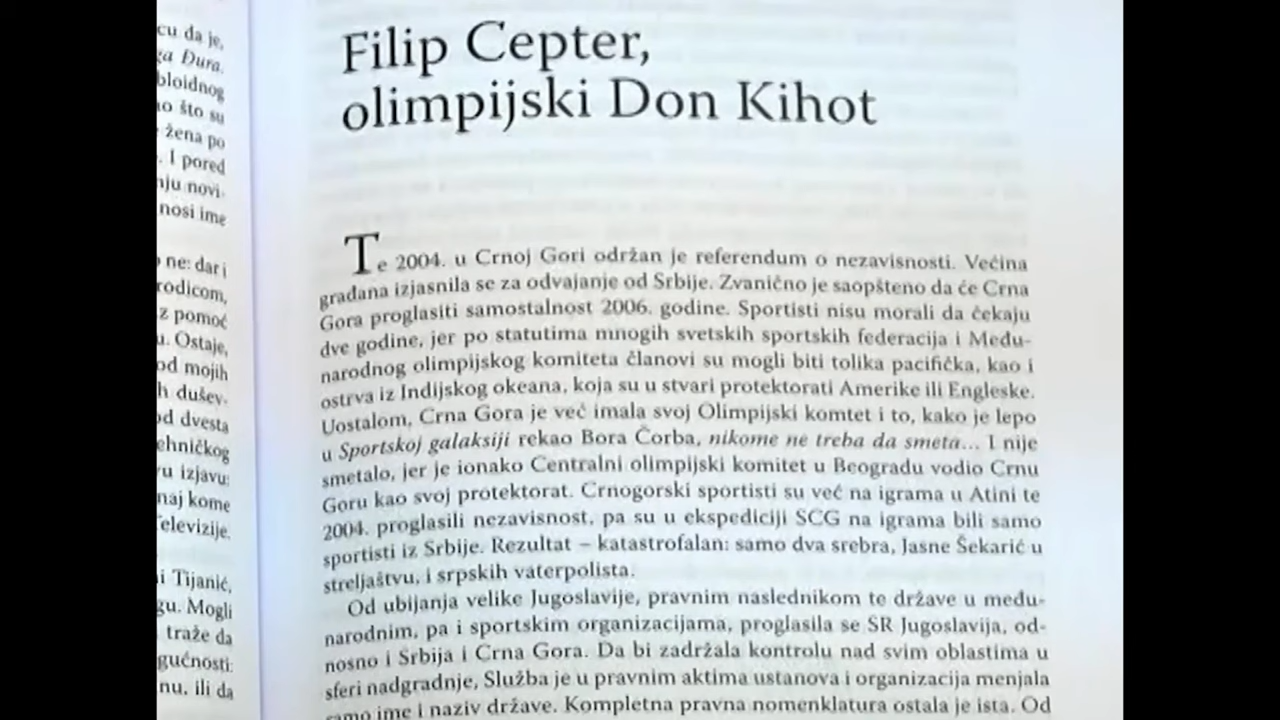 cu da je,
ga Đura.
bloidnog
no što su
žena po
. I pored
nju novi-
nosi ime
ne: dar i
rodicom,
z pomoć
u. Ostaje,
od mojih
h dušev-
od dvesta
ehničkog
vu izjavu:
naj kome
Televizije.
i Tijanić,
gu. Mogli
traže da
gućnosti:
nu, ili da
Filip Cepter,
olimpijski Don Kihot
Te 2004. u Crnoj Gori održan je referendum o nezavisnosti. Većina
građana izjasnila se za odvajanje od Srbije. Zvanično je saopšteno da će Crna
Gora proglasiti samostalnost 2006. godine. Sportisti nisu morali da čekaju
dve godine, jer po statutima mnogih svetskih sportskih federacija i Među-
narodnog olimpijskog komiteta članovi su mogli biti tolika pacifička, kao i
ostrva iz Indijskog okeana, koja su u stvari protektorati Amerike ili Engleske.
Uostalom, Crna Gora je već imala svoj Olimpijski komtet i to, kako je lepo
u Sportskoj galaksiji rekao Bora Čorba, nikome ne treba da smeta... I nije
smetalo, jer je ionako Centralni olimpijski komitet u Beogradu vodio Crnu
Goru kao svoj protektorat. Crnogorski sportisti su već na igrama u Atini te
2004. proglasili nezavisnost, pa su u ekspediciji SCG na igrama bili samo
sportisti iz Srbije. Rezultat – katastrofalan: samo dva srebra, Jasne Šekarić u
streljaštvu, i srpskih vaterpolista.
Od ubijanja velike Jugoslavije, pravnim naslednikom te države u među-
narodnim, pa i sportskim organizacijama, proglasila se SR Jugoslavija, od-
nosno i Srbija i Crna Gora. Da bi zadržala kontrolu nad svim oblastima u
sferi nadgradnje, Služba je u pravnim aktima ustanova i organizacija menjala
samo ime i naziv države. Kompletna pravna nomenklatura ostala je ista. Od